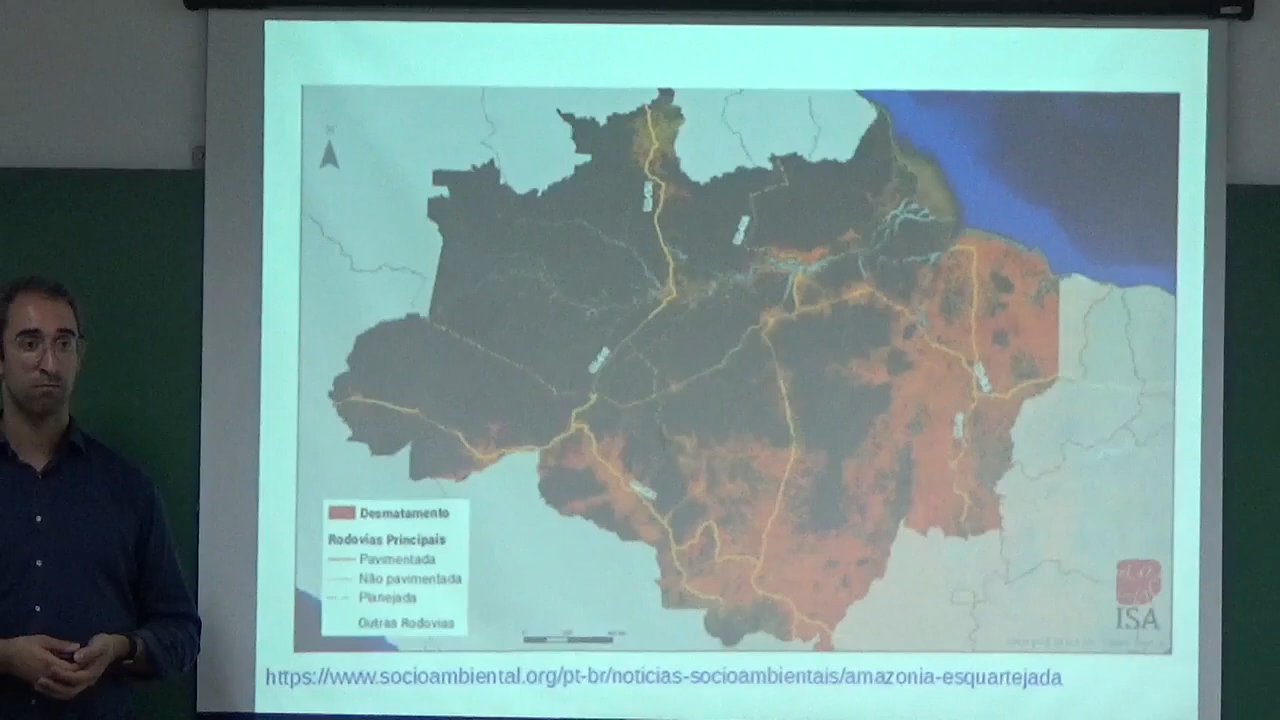 N
Desmatamento
Rodovias Principais
Pavimentada
Não pavimentada
Planejada
Outras Rodovias
ISA
https://www.socioambiental.org/pt-br/noticias-socioambientais/amazonia-esquartejada